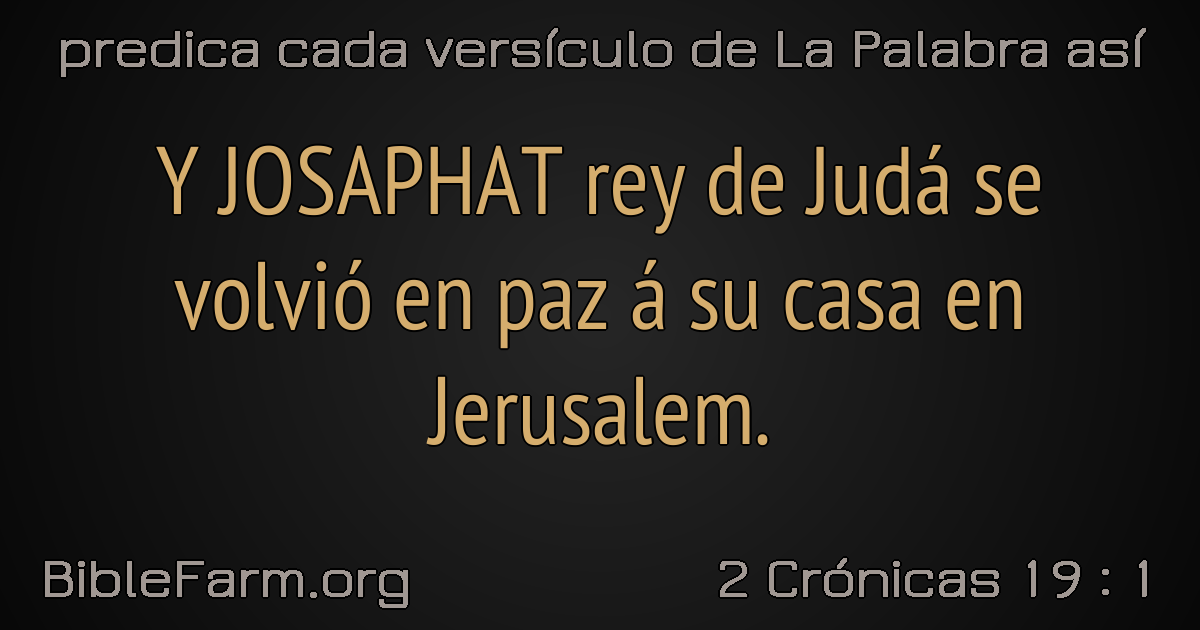 predica cada versículo de La Palabra así
Y JOSAPHAT rey de Judá se
volvió en paz á su casa en
Jerusalem.
BibleFarm.org
2 Crónicas 19 : 1